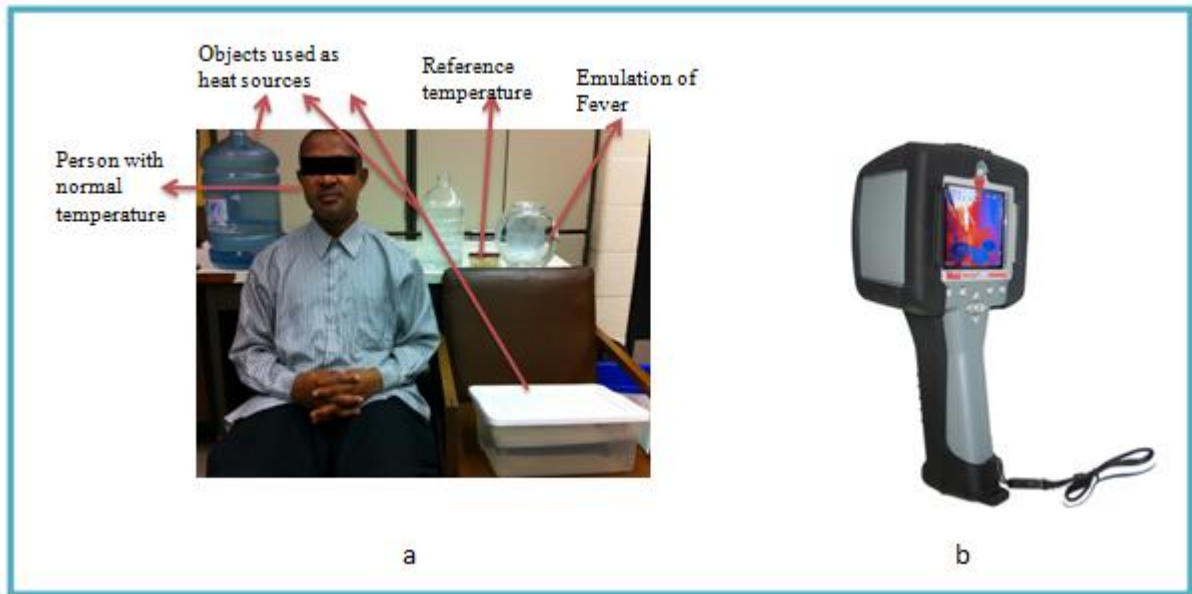 Objects used as
heat sources
Reference
temperature
Emulation of
Fever
Person with
normal
temperature
a
b